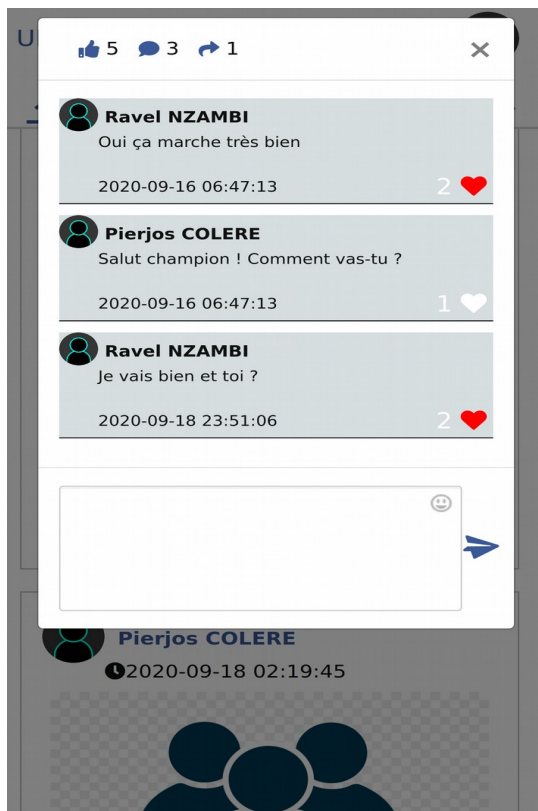 U
5 3 1
Ravel NZAMBI
Oui ça marche très bien
2020-09-16 06:47:13
2
Pierjos COLERE
Salut champion ! Comment vas-tu ?
2020-09-16 06:47:13
1
Ravel NZAMBI
Je vais bien et toi ?
2020-09-18 23:51:06
2
Pierjos COLERE
2020-09-18 02:19:45